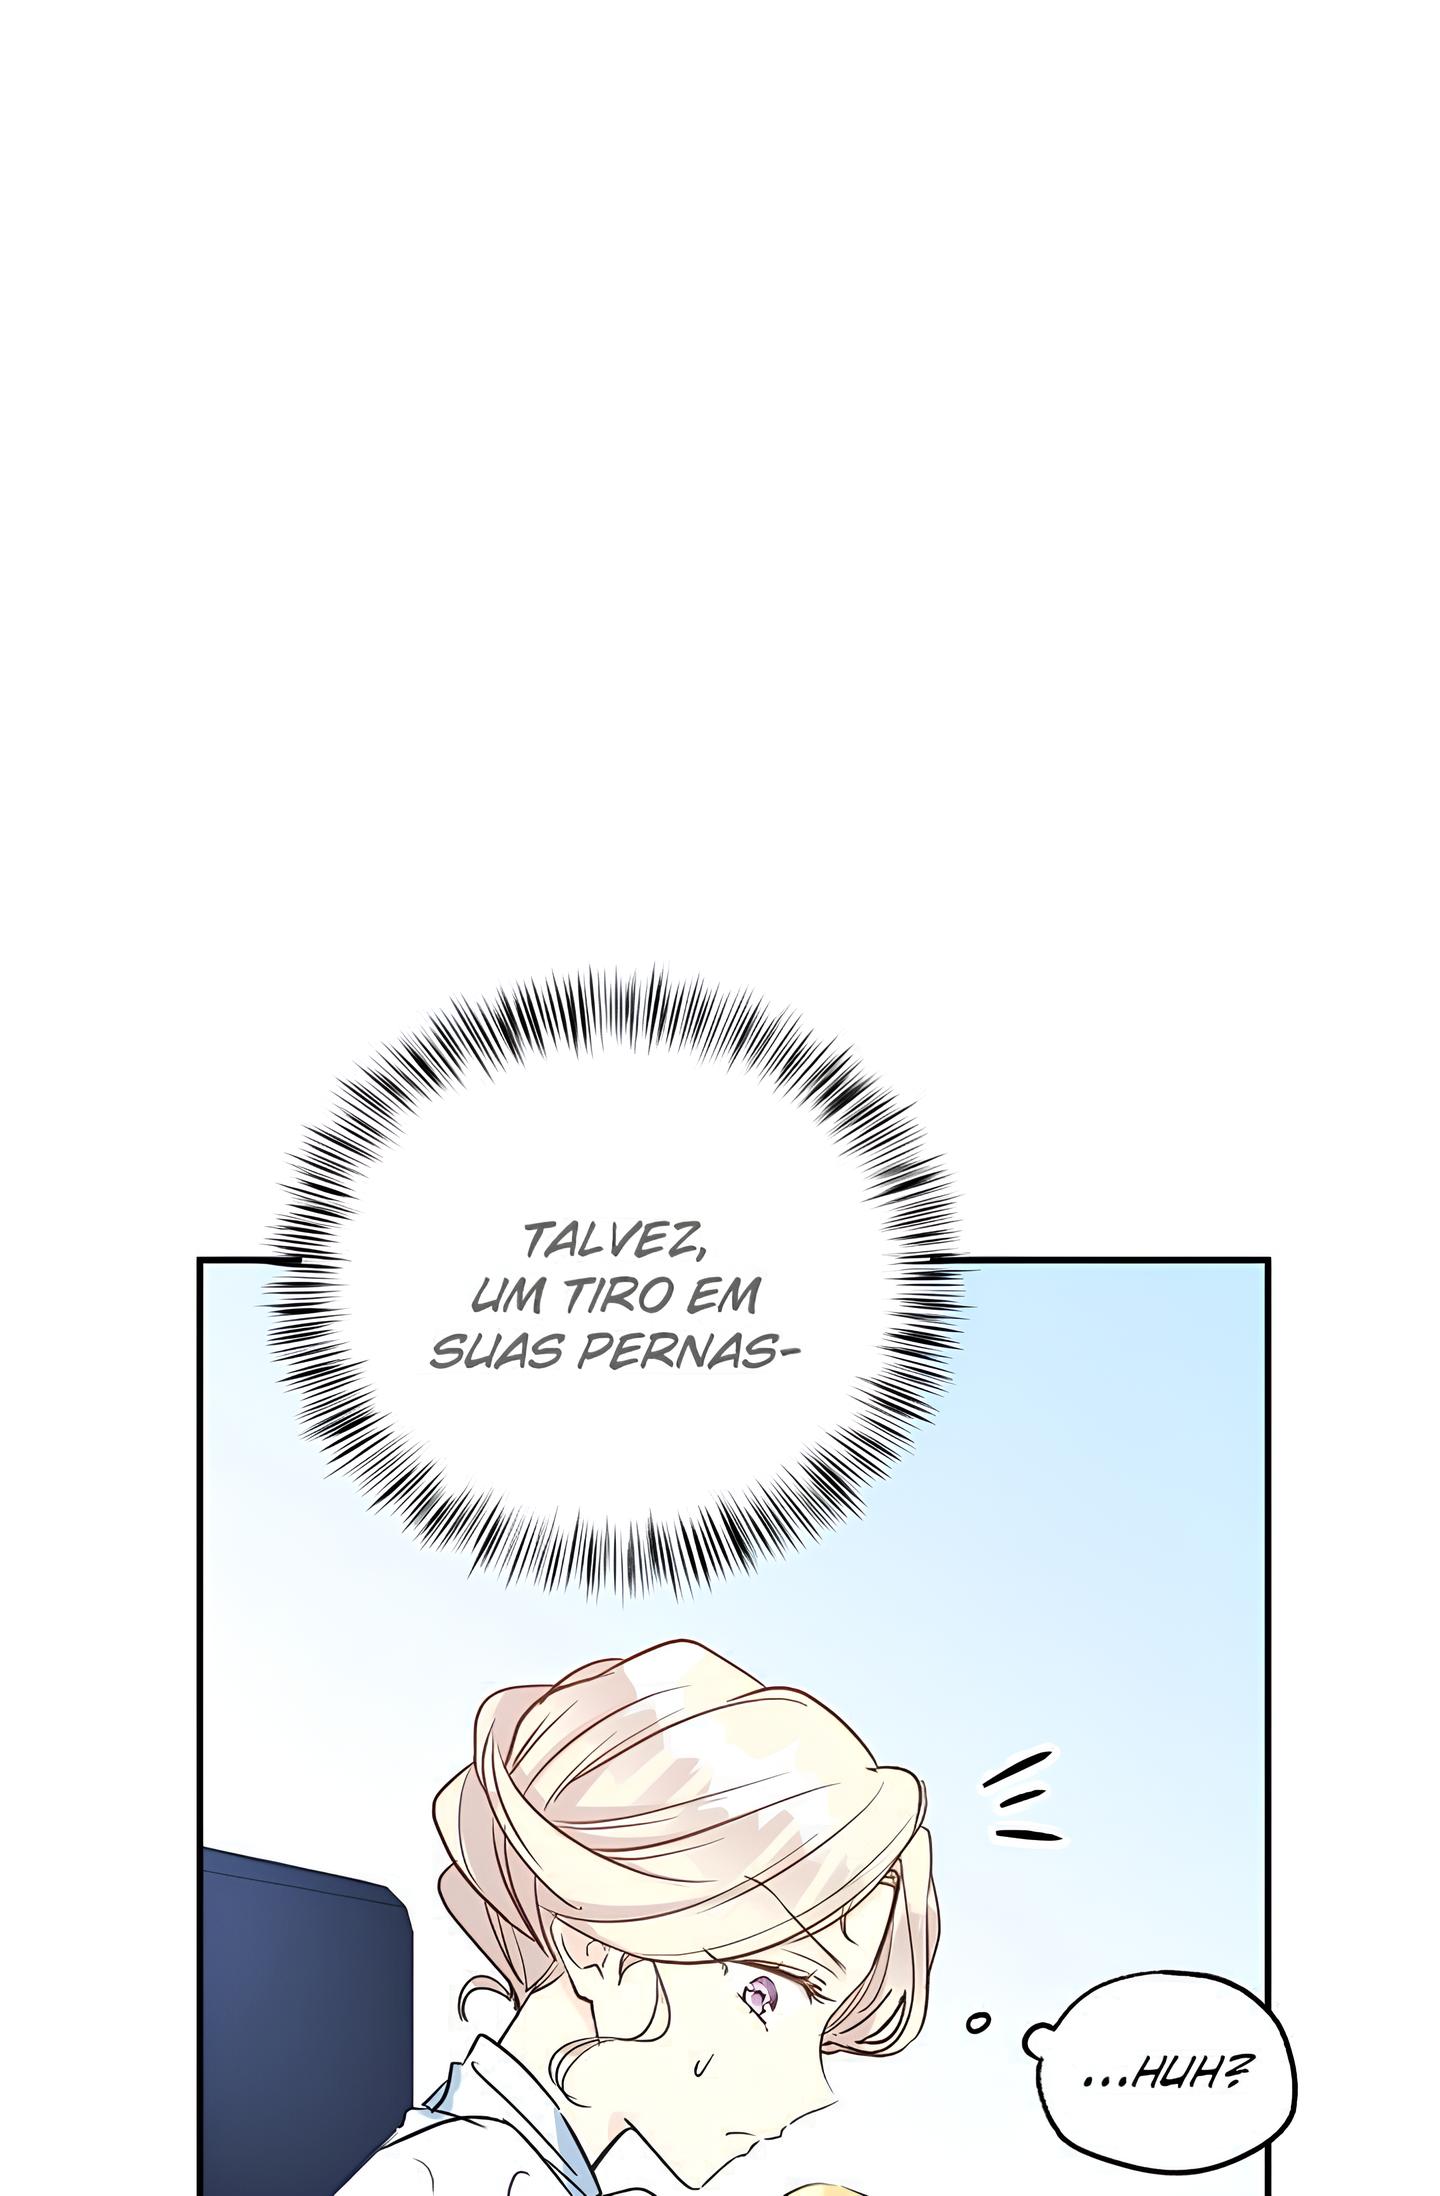 TALVEZ,
UM TIRO EM
SUAS PERNAS-
...HUH?